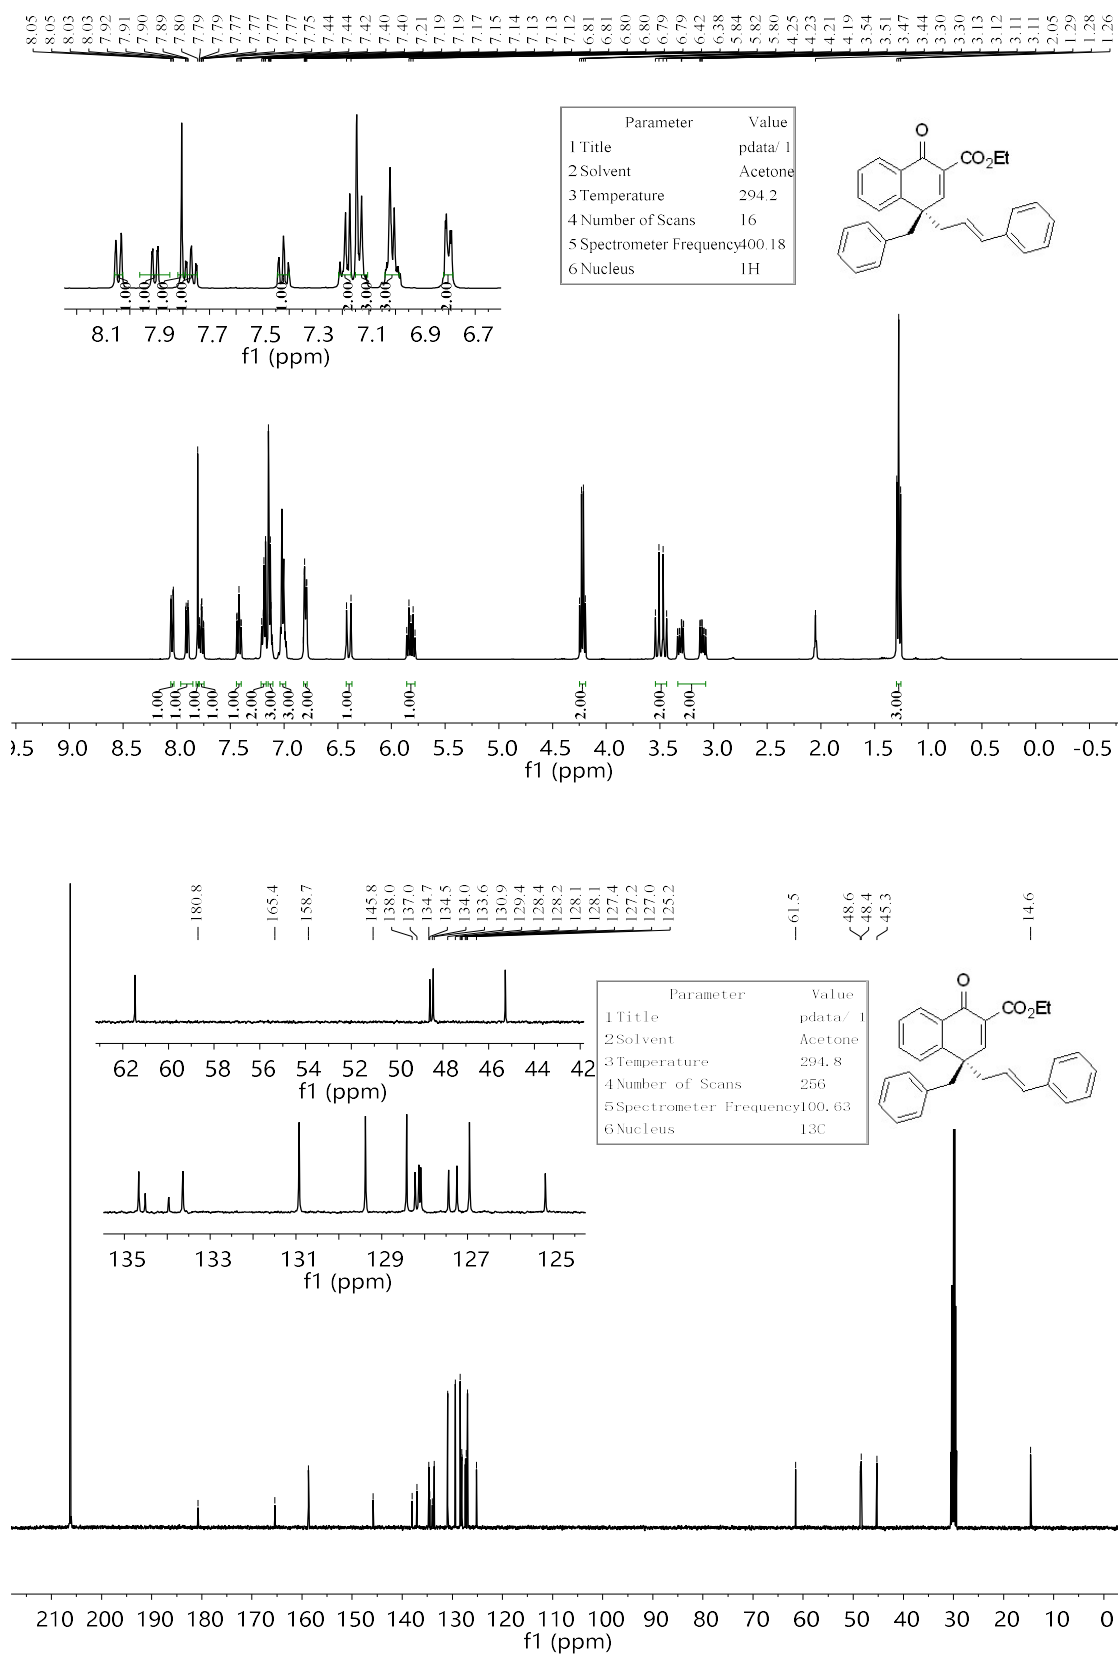 8.05 8.05 8.03 8.03 7.92 7.91 7.90 7.89 7.80 7.79 7.79 7.77 7.77 7.77 7.77 7.75 7.44 7.44 7.42 7.40 7.40 7.21 7.19 7.19 7.17 7.15 7.14 7.13 7.13 7.12 6.81 6.81 6.80 6.80 6.79 6.79 6.42 6.38 5.84 5.82 5.80 4.25 4.23 4.21 4.19 3.54 3.51 3.47 3.44 3.30 3.30 3.13 3.12 3.11 3.11 2.05 1.29 1.28 1.26
Parameter Value
1 Title pdata/ 1
2 Solvent Acetone
3 Temperature 294.2
4 Number of Scans 16
5 Spectrometer Frequency 400.18
6 Nucleus 1H
O
CO2Et
1.00 1.00 1.00 1.00 1.00 2.00 3.00 3.00 2.00
8.1 7.9 7.7 7.5 7.3 7.1 6.9 6.7
f1 (ppm)
1.00 1.00 1.00 1.00 1.00 2.00 3.00 3.00 2.00 1.00 1.00 2.00 2.00 2.00 3.00
9.5 9.0 8.5 8.0 7.5 7.0 6.5 6.0 5.5 5.0 4.5 4.0 3.5 3.0 2.5 2.0 1.5 1.0 0.5 0.0 -0.5
f1 (ppm)
180.8 165.4 158.7 145.8 138.0 137.0 134.7 134.5 134.0 133.6 130.9 129.4 128.4 128.2 128.1 128.1 127.4 127.2 127.0 125.2 61.5 48.6 48.4 45.3 14.6
Parameter Value
1 Title pdata/ 1
2 Solvent Acetone
3 Temperature 294.8
4 Number of Scans 256
5 Spectrometer Frequency 100.63
6 Nucleus 13C
O
CO2Et
62 60 58 56 54 52 50 48 46 44 42
f1 (ppm)
135 133 131 129 127 125
f1 (ppm)
210 200 190 180 170 160 150 140 130 120 110 100 90 80 70 60 50 40 30 20 10 0
f1 (ppm)